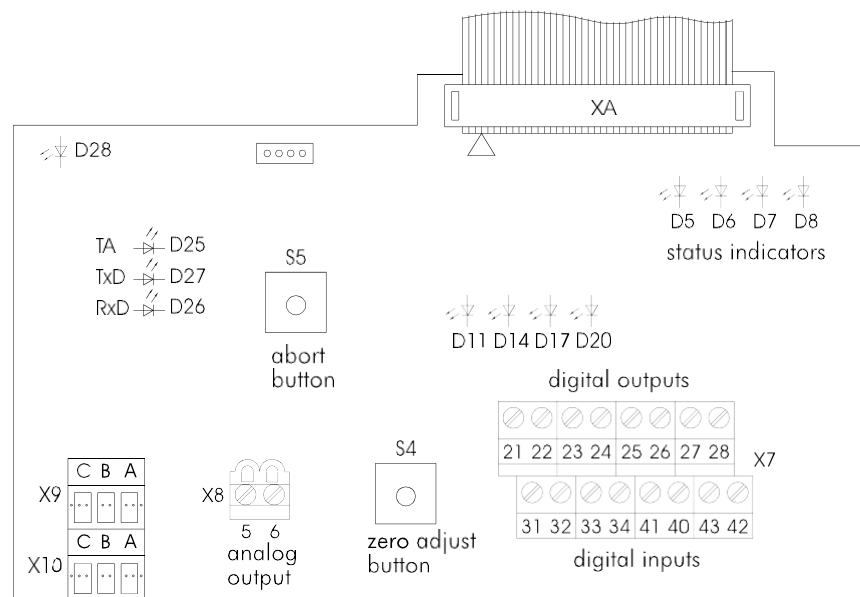 XA
D28
D5 D6 D7 D8
status indicators
TA D25
TxD D27
RxD D26
S5
abort
button
D11 D14 D17 D20
digital outputs
21 22 23 24 25 26 27 28
X7
31 32 33 34 41 40 43 42
digital inputs
S4
zero adjust
button
X8
5 6
analog
output
C B A
X9
C B A
X10